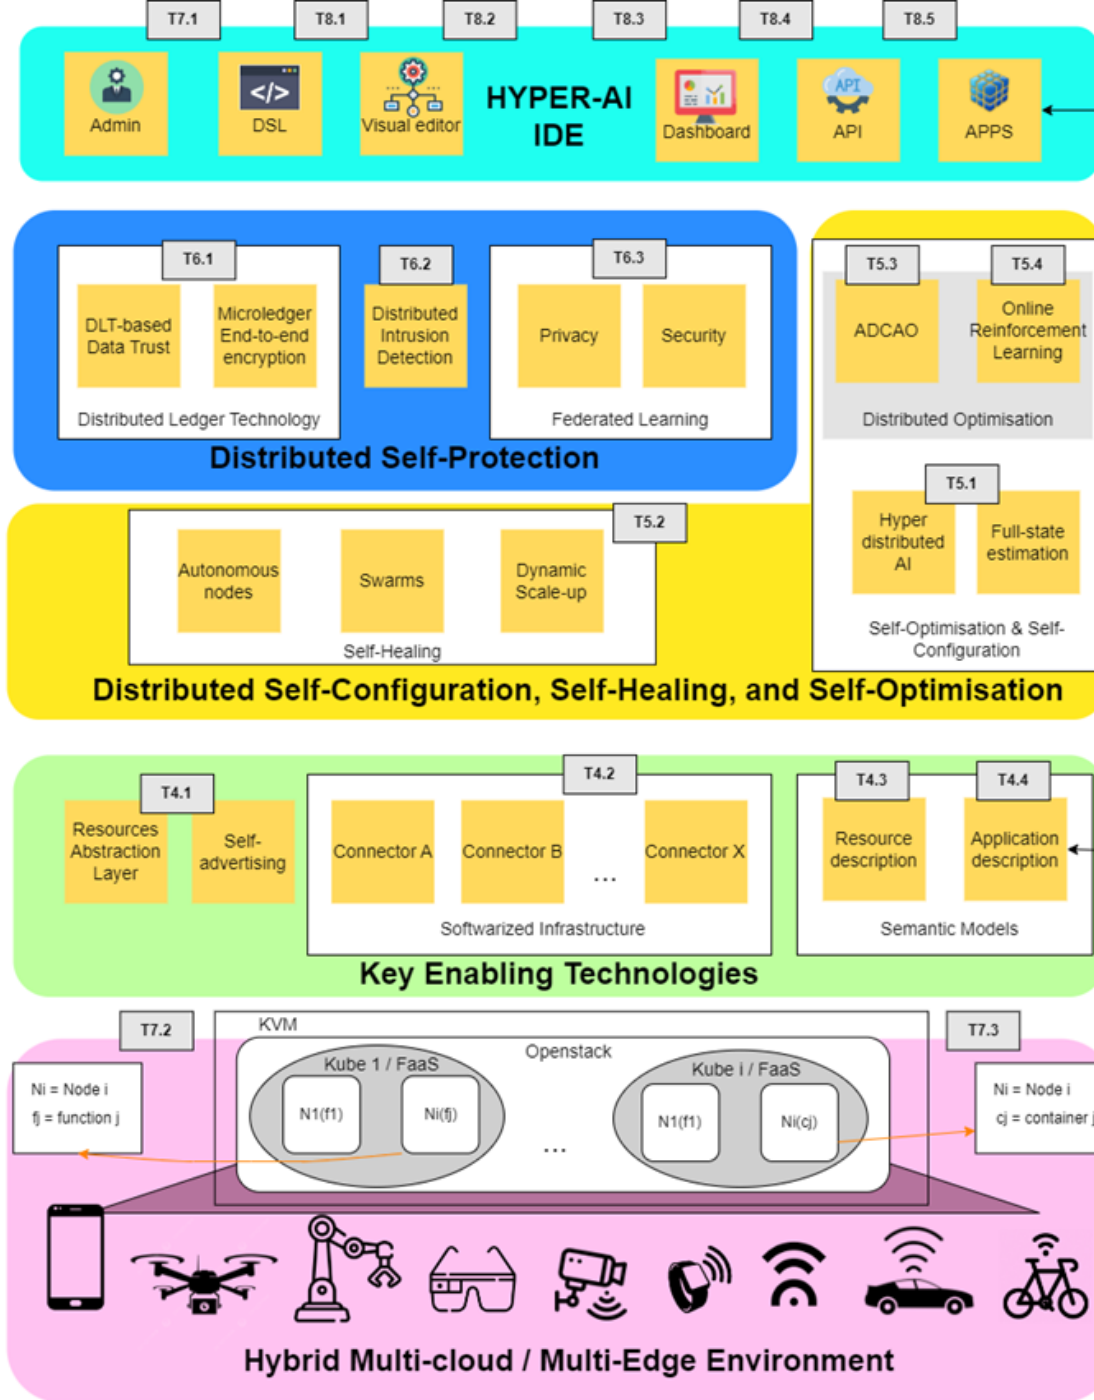 T7.1
T8.1
T8.2
T8.3
T8.4
T8.5
Admin
DSL
Visual editor
HYPER-AI
IDE
Dashboard
API
API
APPS
T6.1
T6.2
T6.3
DLT-based
Data Trust
Microledger
End-to-end
encryption
Distributed
Intrusion
Detection
Privacy
Security
Distributed Ledger Technology
Federated Learning
Distributed Self-Protection
T5.3
T5.4
ADCAO
Online
Reinforcement
Learning
Distributed Optimisation
T5.1
Hyper
distributed
AI
Full-state
estimation
Self-Optimisation & Self-
Configuration
T5.2
Autonomous
nodes
Swarms
Dynamic
Scale-up
Self-Healing
Distributed Self-Configuration, Self-Healing, and Self-Optimisation
T4.1
T4.2
T4.3
T4.4
Resources
Abstraction
Layer
Self-
advertising
Connector A
Connector B
...
Connector X
Resource
description
Application
description
Softwarized Infrastructure
Semantic Models
Key Enabling Technologies
T7.2
KVM
T7.3
Openstack
Kube 1 / FaaS
Kube i / FaaS
Ni = Node i
fj = function j
N1(f1)
Ni(fj)
...
N1(f1)
Ni(cj)
Ni = Node i
cj = container j
Hybrid Multi-cloud / Multi-Edge Environment